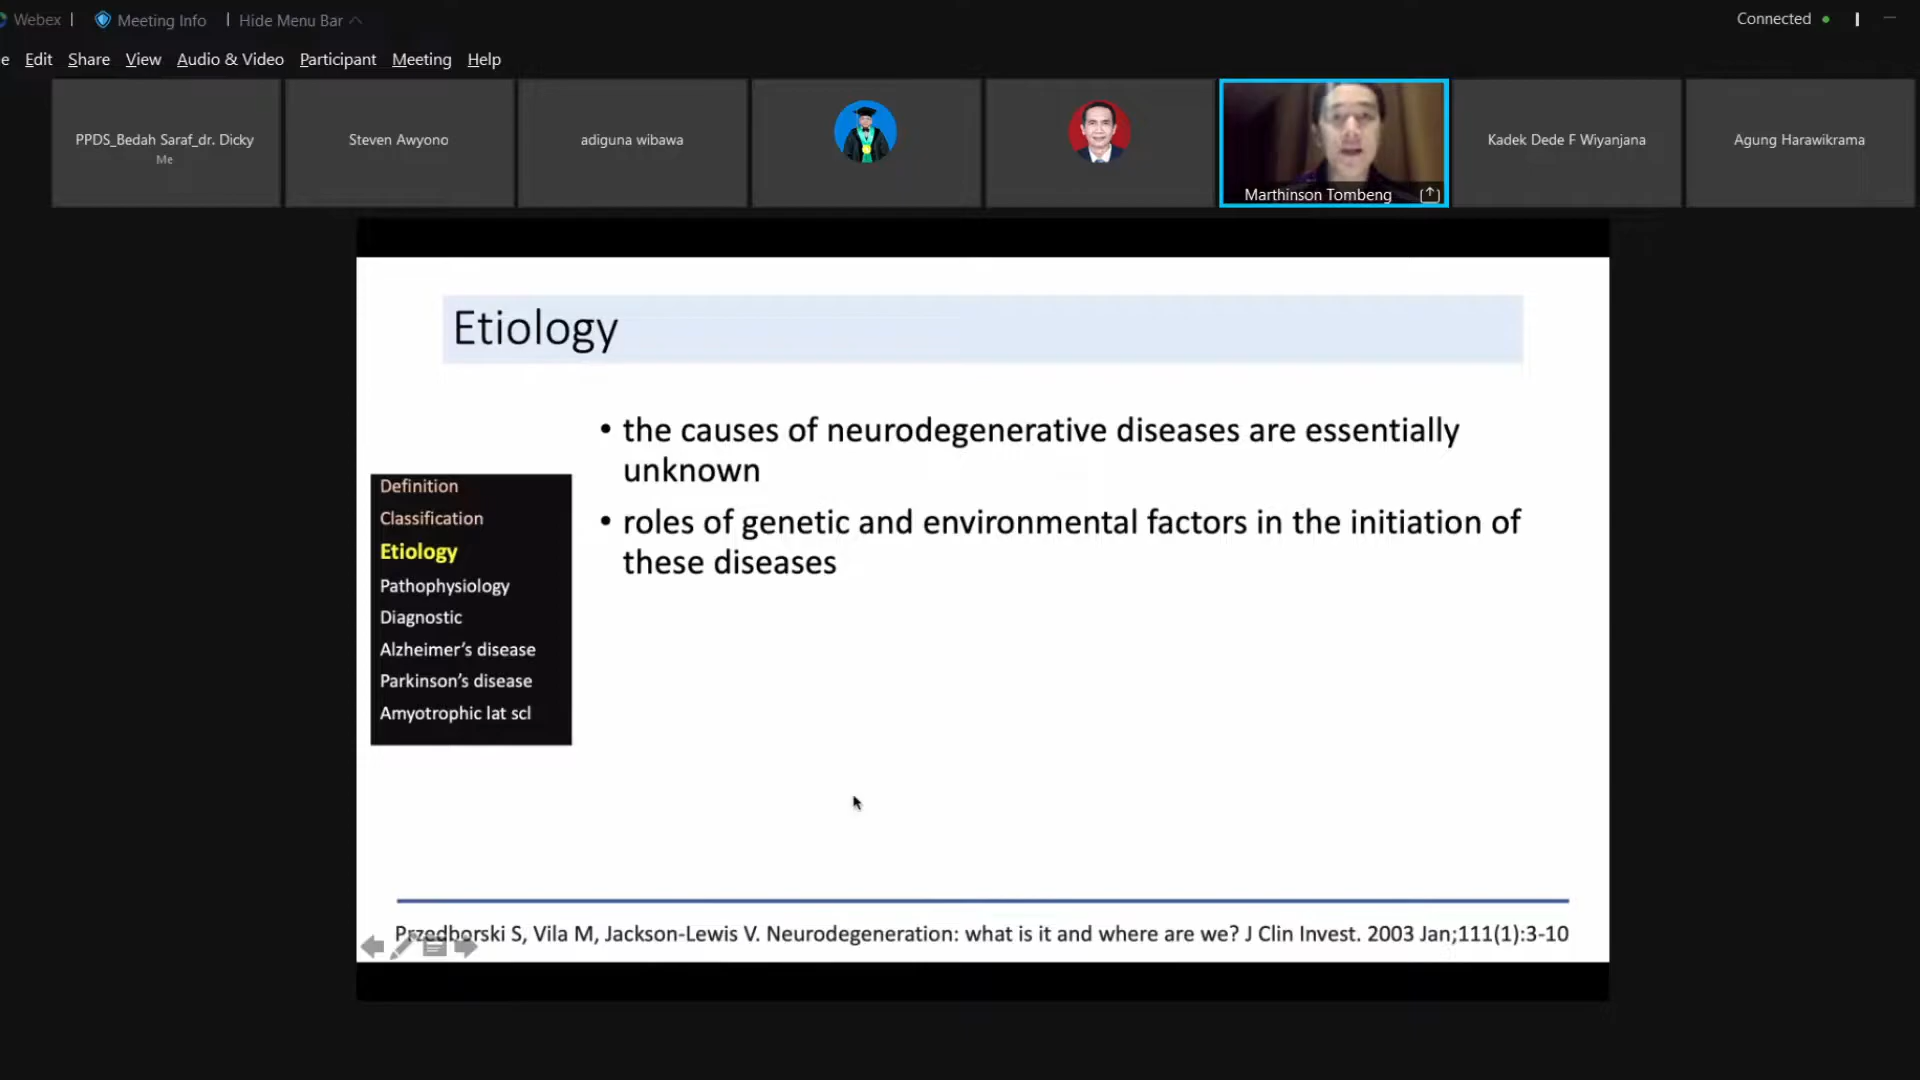 Webex | Meeting Info | Hide Menu Bar
Connected
e Edit Share View Audio & Video Participant Meeting Help
PPDS_Bedah Saraf_dr. Dicky
Me
Steven Awyono
adiguna wibawa
Marthinson Tombeng
Kadek Dede F Wiyanjana
Agung Harawikrama
Etiology
• the causes of neurodegenerative diseases are essentially
unknown
• roles of genetic and environmental factors in the initiation of
these diseases
Definition
Classification
Etiology
Pathophysiology
Diagnostic
Alzheimer’s disease
Parkinson’s disease
Amyotrophic lat scl
Przedborski S, Vila M, Jackson-Lewis V. Neurodegeneration: what is it and where are we? J Clin Invest. 2003 Jan;111(1):3-10